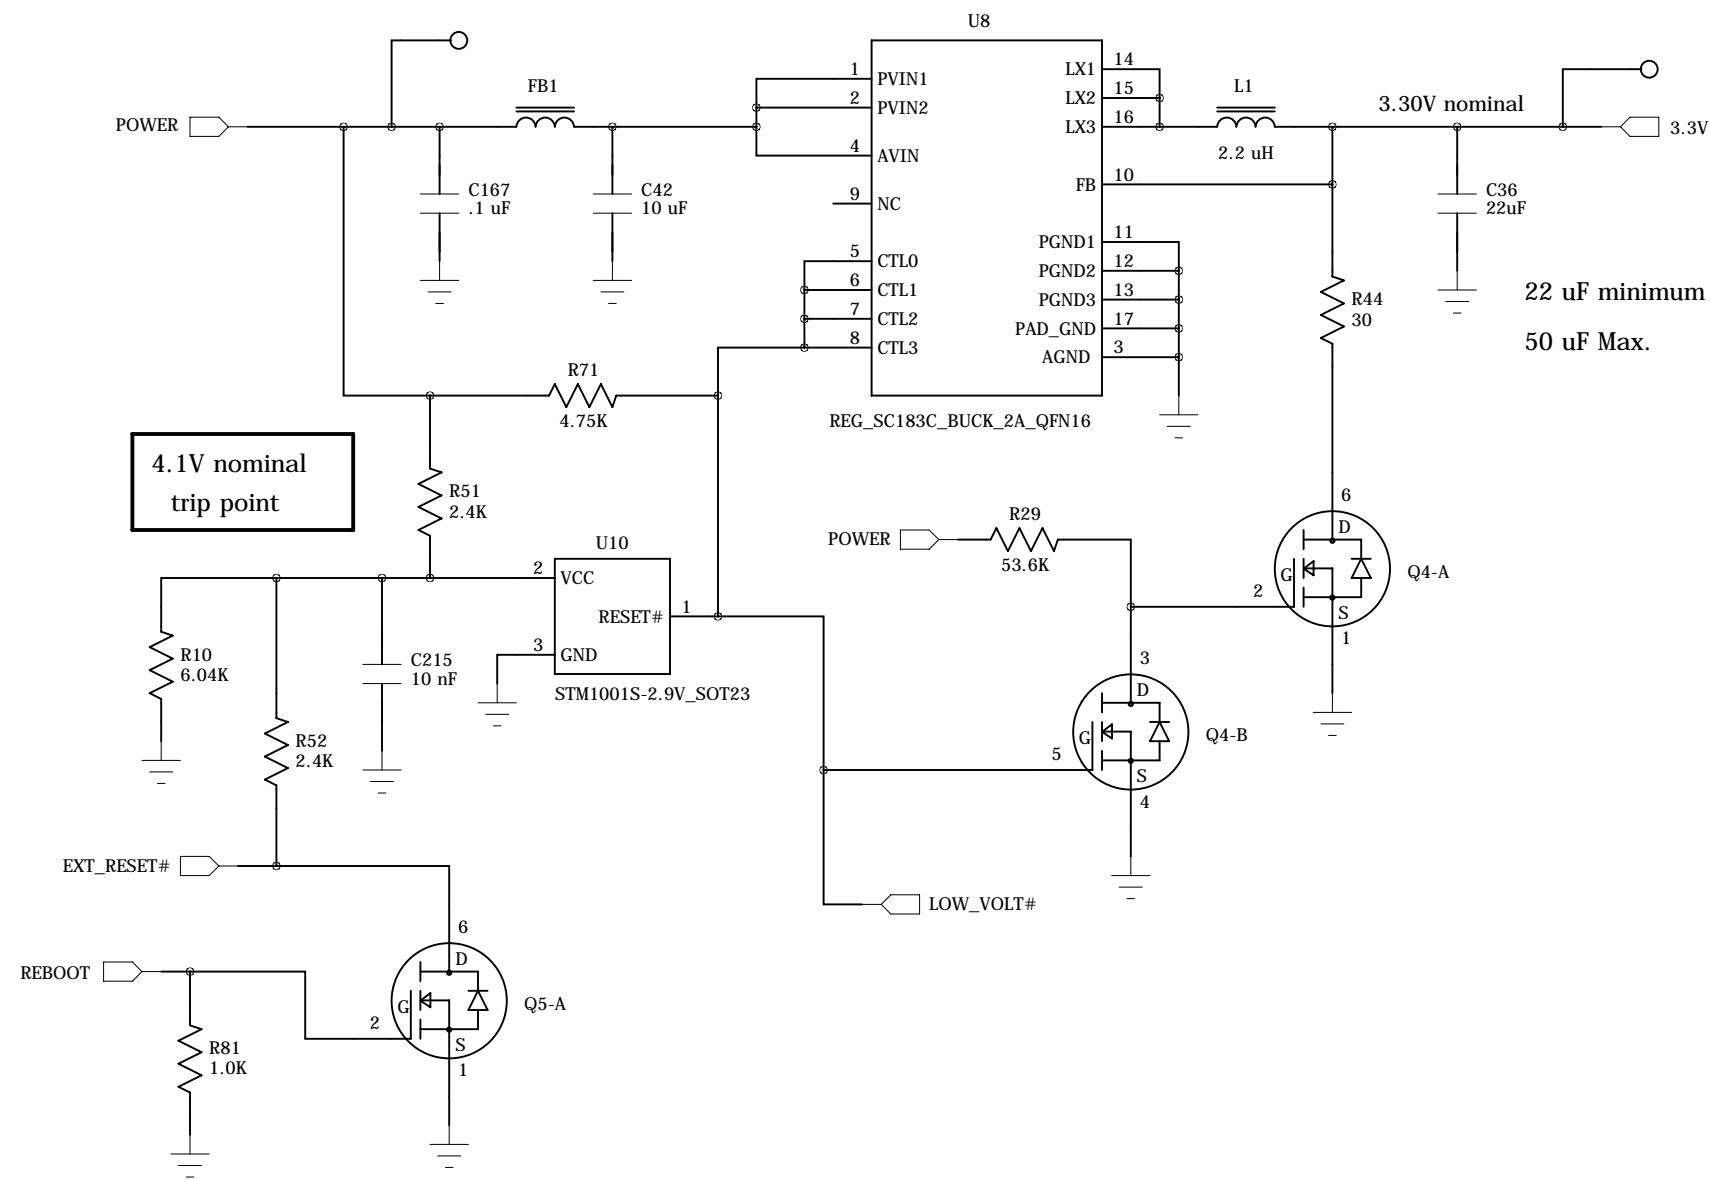 U8
FB1
L1
3.30V nominal
POWER
3.3V
2.2 uH
1
PVIN1
2
PVIN2
4
AVIN
9
NC
5
CTL0
6
CTL1
7
CTL2
8
CTL3
LX1
14
LX2
15
LX3
16
FB
10
PGND1
11
PGND2
12
PGND3
13
PAD_GND
17
AGND
3
REG_SC183C_BUCK_2A_QFN16
C167
.1 uF
C42
10 uF
C36
22uF
22 uF minimum
50 uF Max.
R44
30
R71
4.75K
4.1V nominal
trip point
R51
2.4K
U10
2
VCC
RESET#
1
3
GND
STM1001S-2.9V_SOT23
R10
6.04K
C215
10 nF
R52
2.4K
POWER
R29
53.6K
6
D
G
2
S
1
Q4-A
3
D
G
5
S
4
Q4-B
EXT_RESET#
LOW_VOLT#
REBOOT
6
D
G
2
S
1
Q5-A
R81
1.0K